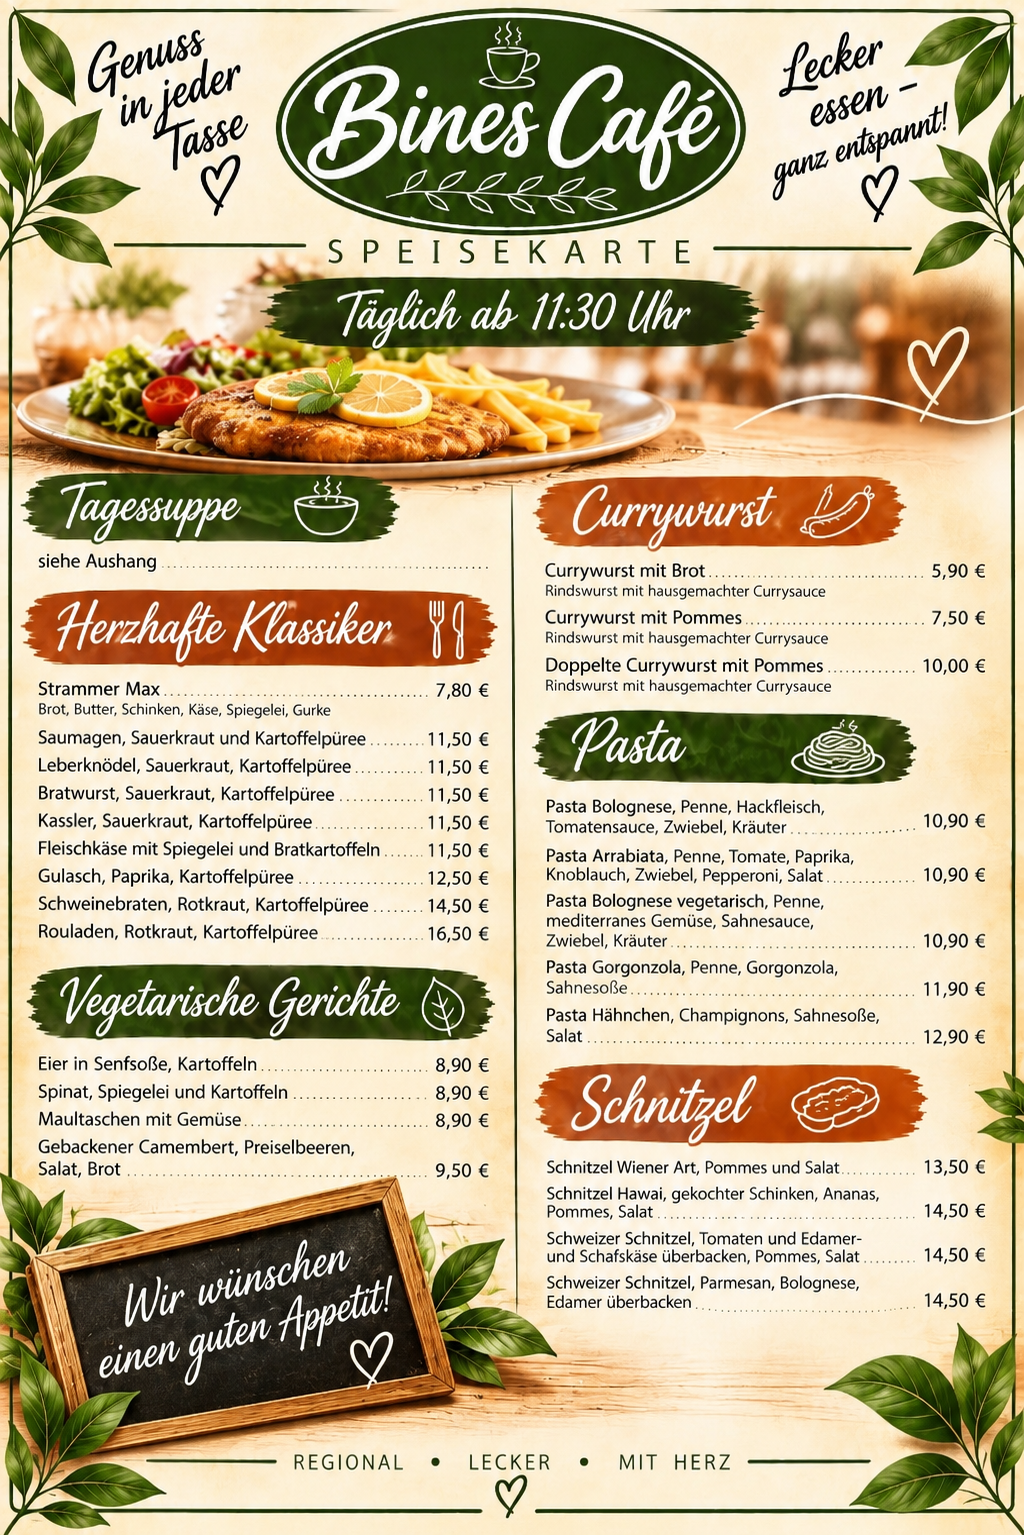 Genuss
in jeder
Tasse
Bines Café
Lecker
essen –
ganz entspannt!
SPEISEKARTE
Täglich ab 11:30 Uhr
Tagessuppe
siehe Aushang
Herzhafte Klassiker
Strammer Max 7,80 €
Brot, Butter, Schinken, Käse, Spiegelei, Gurke
Saumagen, Sauerkraut und Kartoffelpüree 11,50 €
Leberknödel, Sauerkraut, Kartoffelpüree 11,50 €
Bratwurst, Sauerkraut, Kartoffelpüree 11,50 €
Kassler, Sauerkraut, Kartoffelpüree 11,50 €
Fleischkäse mit Spiegelei und Bratkartoffeln 11,50 €
Gulasch, Paprika, Kartoffelpüree 12,50 €
Schweinebraten, Rotkraut, Kartoffelpüree 14,50 €
Rouladen, Rotkraut, Kartoffelpüree 16,50 €
Vegetarische Gerichte
Eier in Senfsoße, Kartoffeln 8,90 €
Spinat, Spiegelei und Kartoffeln 8,90 €
Maultaschen mit Gemüse 8,90 €
Gebackener Camembert, Preiselbeeren,
Salat, Brot 9,50 €
Wir wünschen
einen guten Appetit!
Currywurst
Currywurst mit Brot 5,90 €
Rindswurst mit hausgemachter Currysauce
Currywurst mit Pommes 7,50 €
Rindswurst mit hausgemachter Currysauce
Doppelte Currywurst mit Pommes 10,00 €
Rindswurst mit hausgemachter Currysauce
Pasta
Pasta Bolognese, Penne, Hackfleisch,
Tomatensauce, Zwiebel, Kräuter 10,90 €
Pasta Arrabiata, Penne, Tomate, Paprika,
Knoblauch, Zwiebel, Pepperoni, Salat 10,90 €
Pasta Bolognese vegetarisch, Penne,
mediterranes Gemüse, Sahnesauce,
Zwiebel, Kräuter 10,90 €
Pasta Gorgonzola, Penne, Gorgonzola,
Sahnesoße 11,90 €
Pasta Hähnchen, Champignons, Sahnesoße,
Salat 12,90 €
Schnitzel
Schnitzel Wiener Art, Pommes und Salat 13,50 €
Schnitzel Hawai, gekochter Schinken, Ananas,
Pommes, Salat 14,50 €
Schweizer Schnitzel, Tomaten und Edamer-
und Schafskäse überbacken, Pommes, Salat 14,50 €
Schweizer Schnitzel, Parmesan, Bolognese,
Edamer überbacken 14,50 €
REGIONAL • LECKER • MIT HERZ